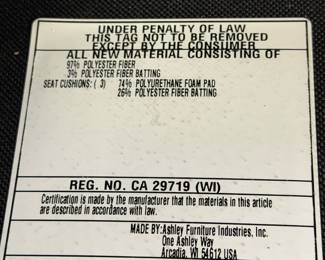 UNDER PENALTY OF LAW
THIS TAG NOT TO BE REMOVED
EXCEPT BY THE CONSUMER
ALL NEW MATERIAL CONSISTING OF
97% POLYESTER FIBER
3% POLYESTER FIBER BATTING
SEAT CUSHIONS: ( 3) 74% POLYURETHANE FOAM PAD
26% POLYESTER FIBER BATTING
REG. NO. CA 29719 (WI)
Certification is made by the manufacturer that the materials in this article
are described in accordance with law.
MADE BY: Ashley Furniture Industries, Inc.
One Ashley Way
Arcadia, WI 54612 USA